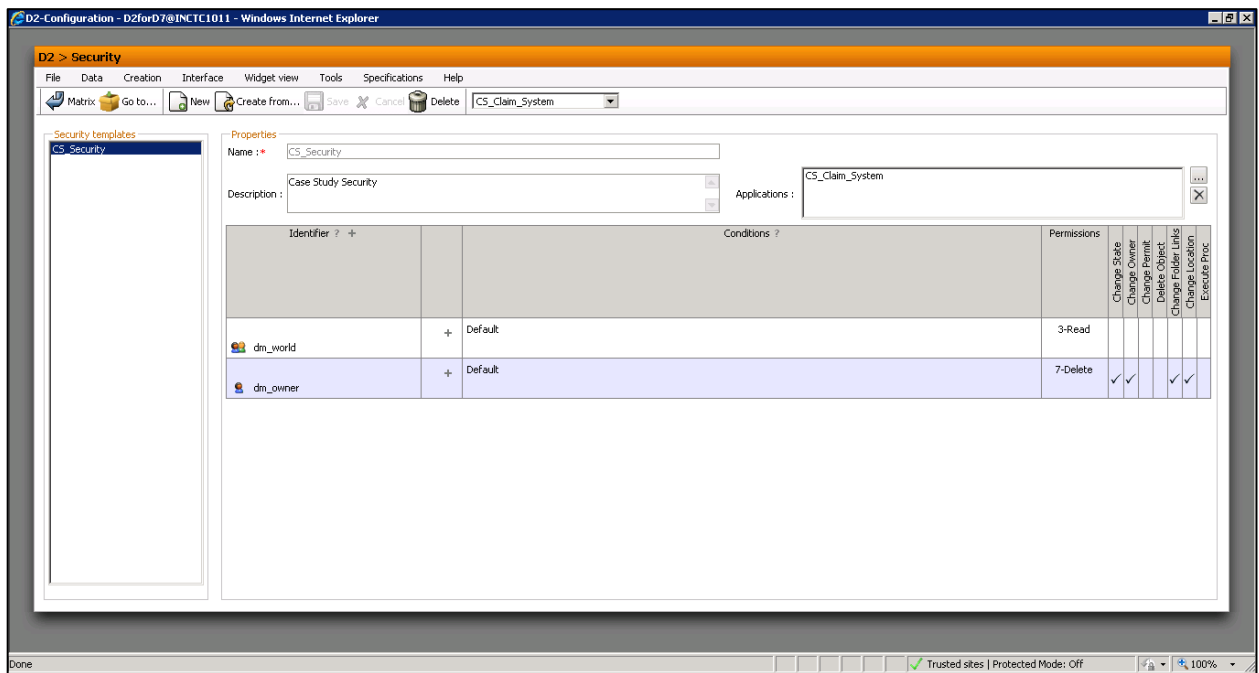 D2-Configuration - D2forD7@INCTC1011 - Windows Internet Explorer
D2 > Security
File Data Creation Interface Widget view Tools Specifications Help
Matrix Go to... New Create from... Save Cancel Delete CS_Claim_System
Security templates
CS_Security
Properties
Name :* CS_Security
Description : Case Study Security
Applications : CS_Claim_System
...
Identifier ? + Conditions ? Permissions
Change State
Change Owner
Change Permit
Delete Object
Change Folder Links
Change Location
Execute Proc
dm_world + Default 3-Read
dm_owner + Default 7-Delete ✓ ✓ ✓ ✓
Done Trusted sites | Protected Mode: Off 100%